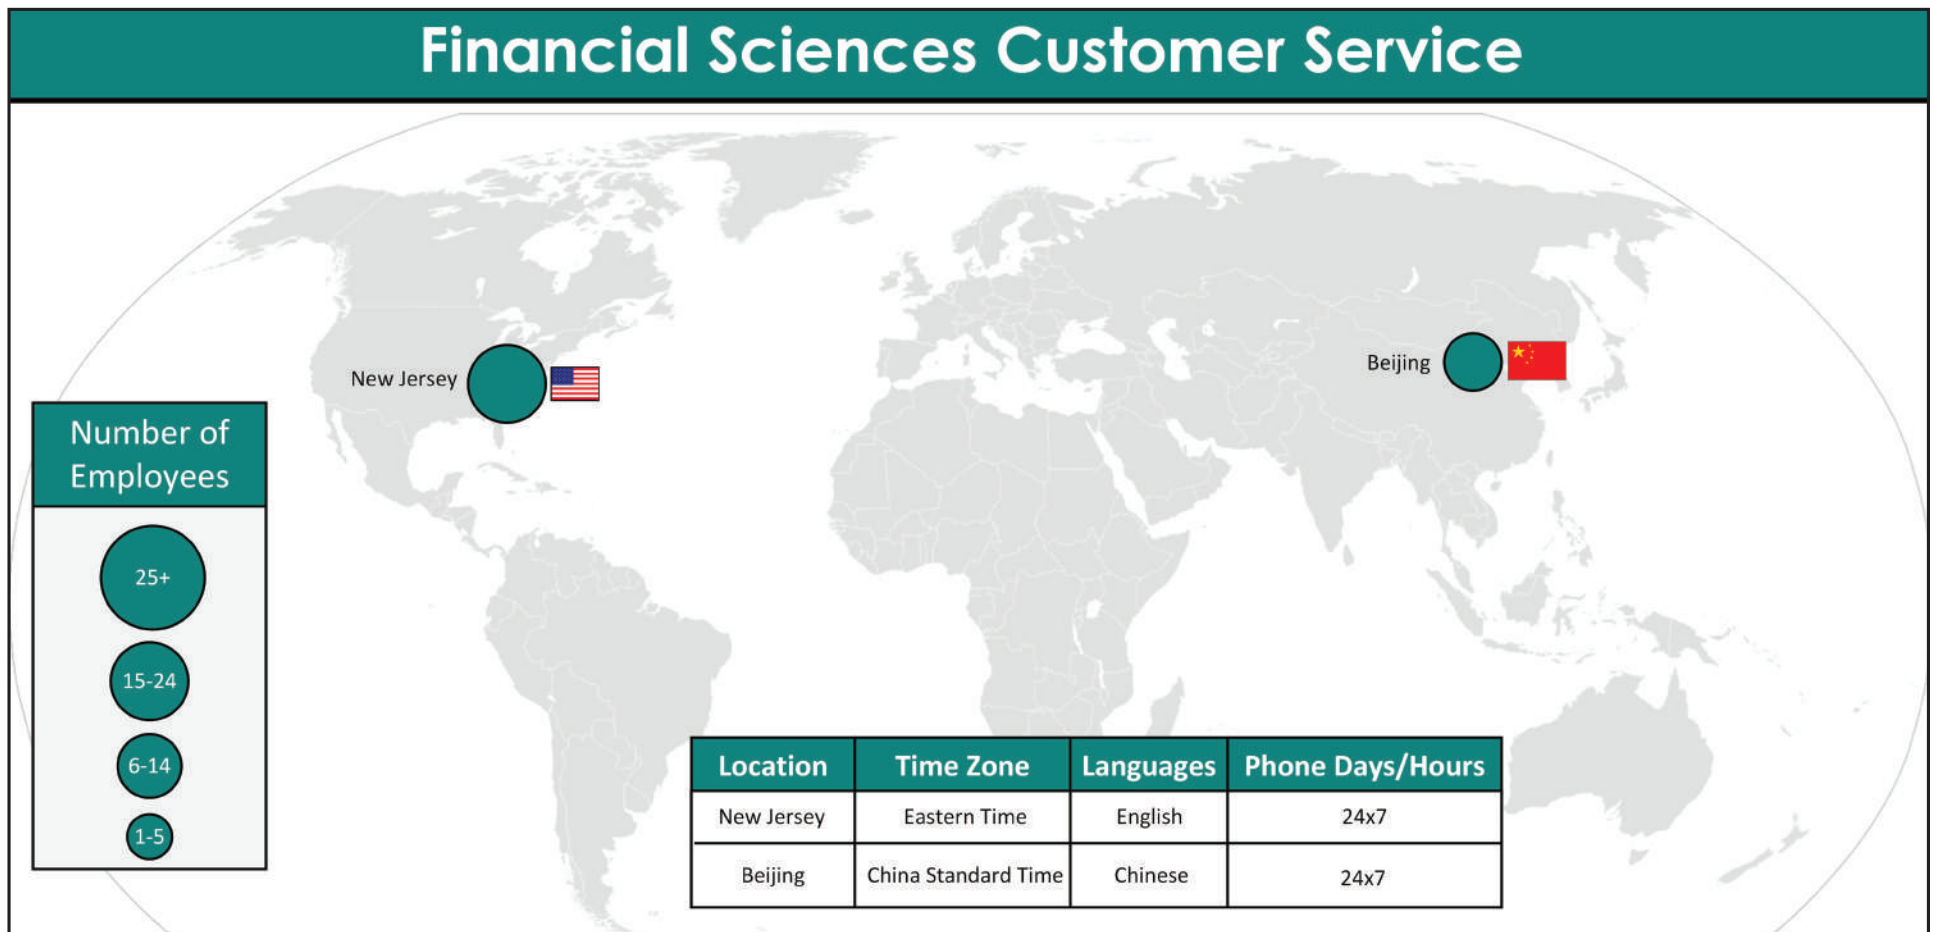 Financial Sciences Customer Service
New Jersey
Beijing
Number of
Employees
25+
15-24
6-14
1-5
Location Time Zone Languages Phone Days/Hours
New Jersey Eastern Time English 24x7
Beijing China Standard Time Chinese 24x7